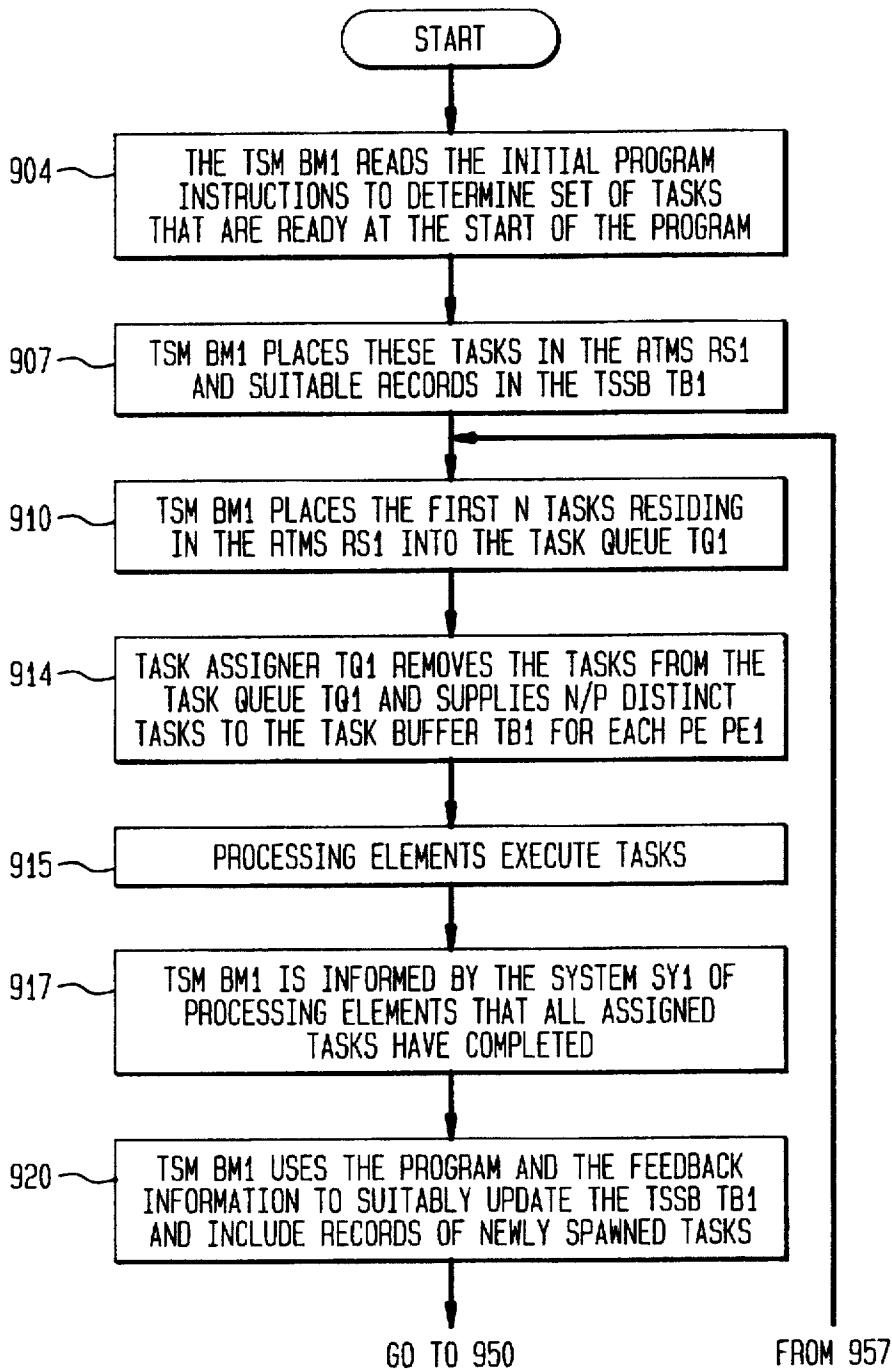 START
904
THE TSM BM1 READS THE INITIAL PROGRAM
INSTRUCTIONS TO DETERMINE SET OF TASKS
THAT ARE READY AT THE START OF THE PROGRAM
907
TSM BM1 PLACES THESE TASKS IN THE RTMS RS1
AND SUITABLE RECORDS IN THE TSSB TB1
910
TSM BM1 PLACES THE FIRST N TASKS RESIDING
IN THE RTMS RS1 INTO THE TASK QUEUE TQ1
914
TASK ASSIGNER TQ1 REMOVES THE TASKS FROM THE
TASK QUEUE TQ1 AND SUPPLIES N/P DISTINCT
TASKS TO THE TASK BUFFER TB1 FOR EACH PE PE1
915
PROCESSING ELEMENTS EXECUTE TASKS
917
TSM BM1 IS INFORMED BY THE SYSTEM SY1 OF
PROCESSING ELEMENTS THAT ALL ASSIGNED
TASKS HAVE COMPLETED
920
TSM BM1 USES THE PROGRAM AND THE FEEDBACK
INFORMATION TO SUITABLY UPDATE THE TSSB TB1
AND INCLUDE RECORDS OF NEWLY SPAWNED TASKS
GO TO 950
FROM 957